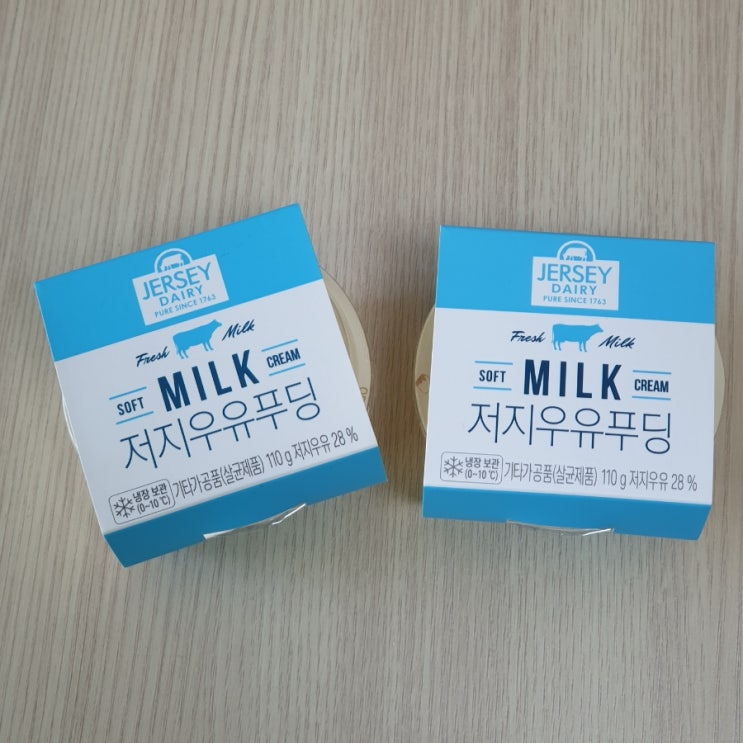 JERSEY
DAIRY
PURE SINCE 1763
Fresh Milk
SOFT MILK CREAM
저지우유푸딩
냉장 보관
(0~10℃)
기타가공품(살균제품) 110 g 저지우유 28 %
JERSEY
DAIRY
PURE SINCE 1763
Fresh Milk
SOFT MILK CREAM
저지우유푸딩
냉장 보관
(0~10℃)
기타가공품(살균제품) 110 g 저지우유 28 %